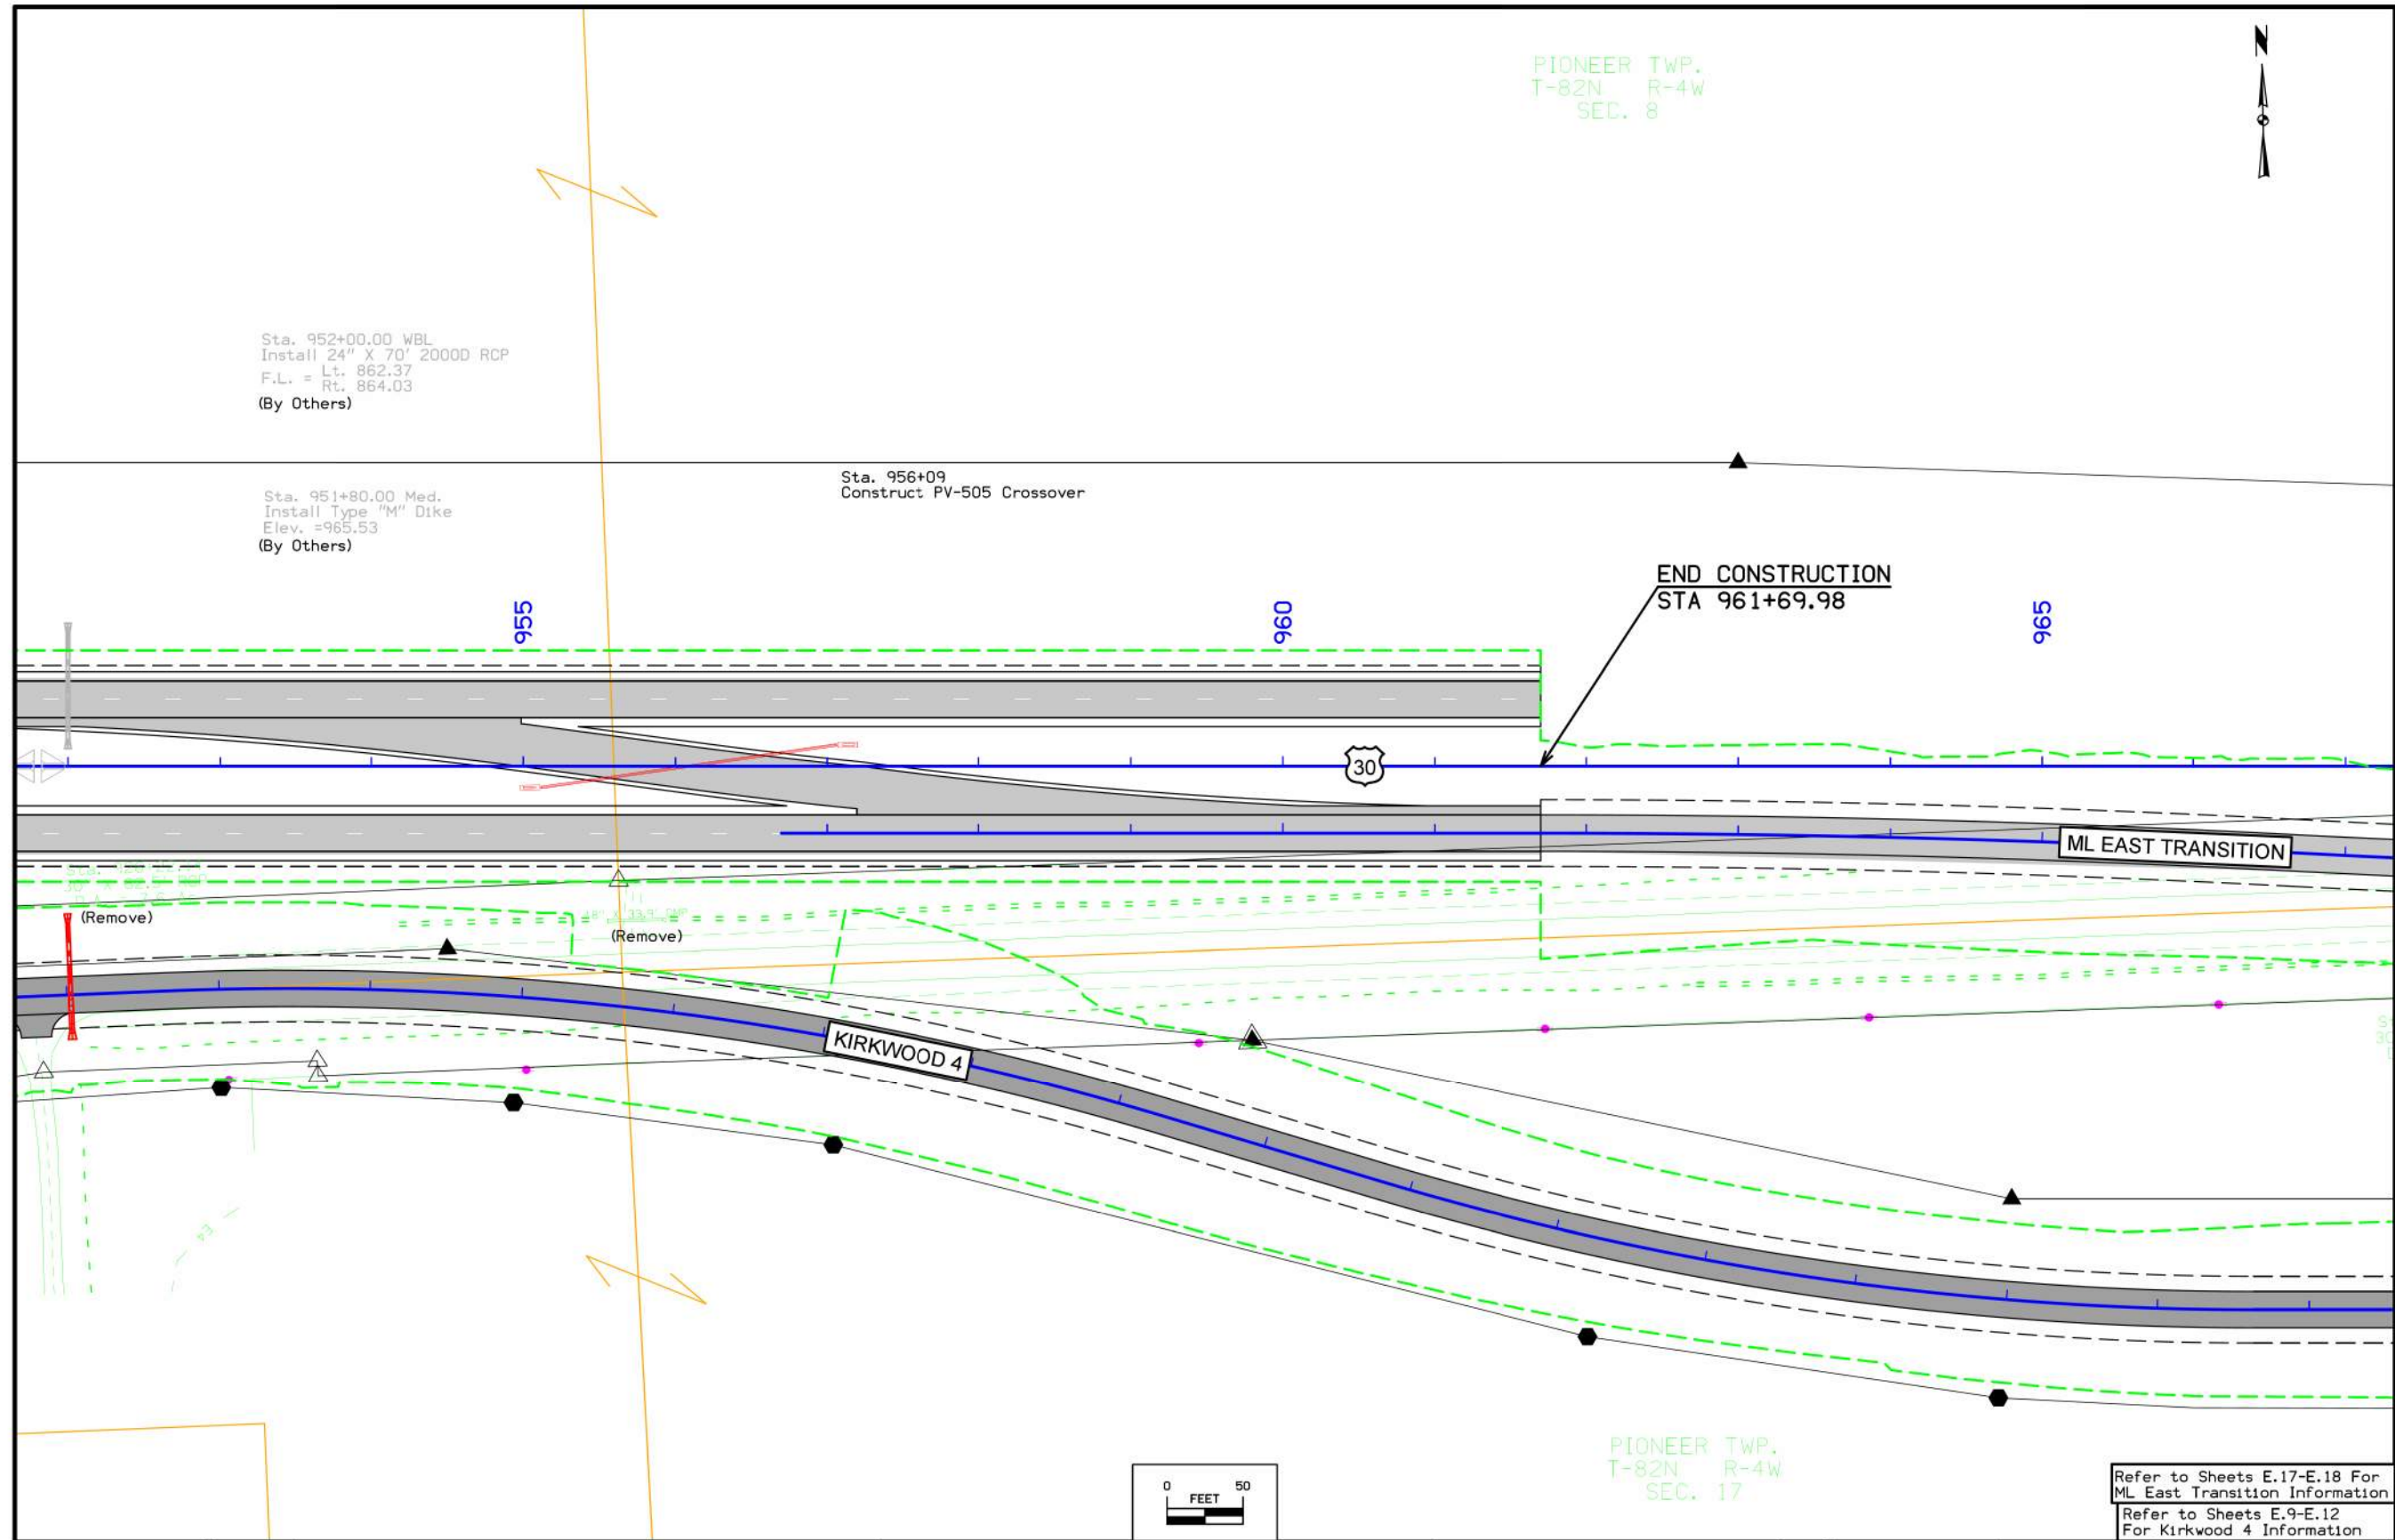 N
PIONEER TWP.
T-82N R-4W
SEC. 8
Sta. 952+00.00 WBL
Install 24" X 70' 2000D RCP
F.L. = Lt. 862.37
Rt. 864.03
(By Others)
Sta. 956+09
Construct PV-505 Crossover
Sta. 951+80.00 Med.
Install Type "M" Dike
Elev. =965.53
(By Others)
END CONSTRUCTION
STA 961+69.98
955
960
965
30
ML EAST TRANSITION
(Remove)
(Remove)
KIRKWOOD 4
PIONEER TWP.
T-82N R-4W
SEC. 17
0 50
FEET
Refer to Sheets E.17-E.18 For
ML East Transition Information
Refer to Sheets E.9-E.12
For Kirkwood 4 Information